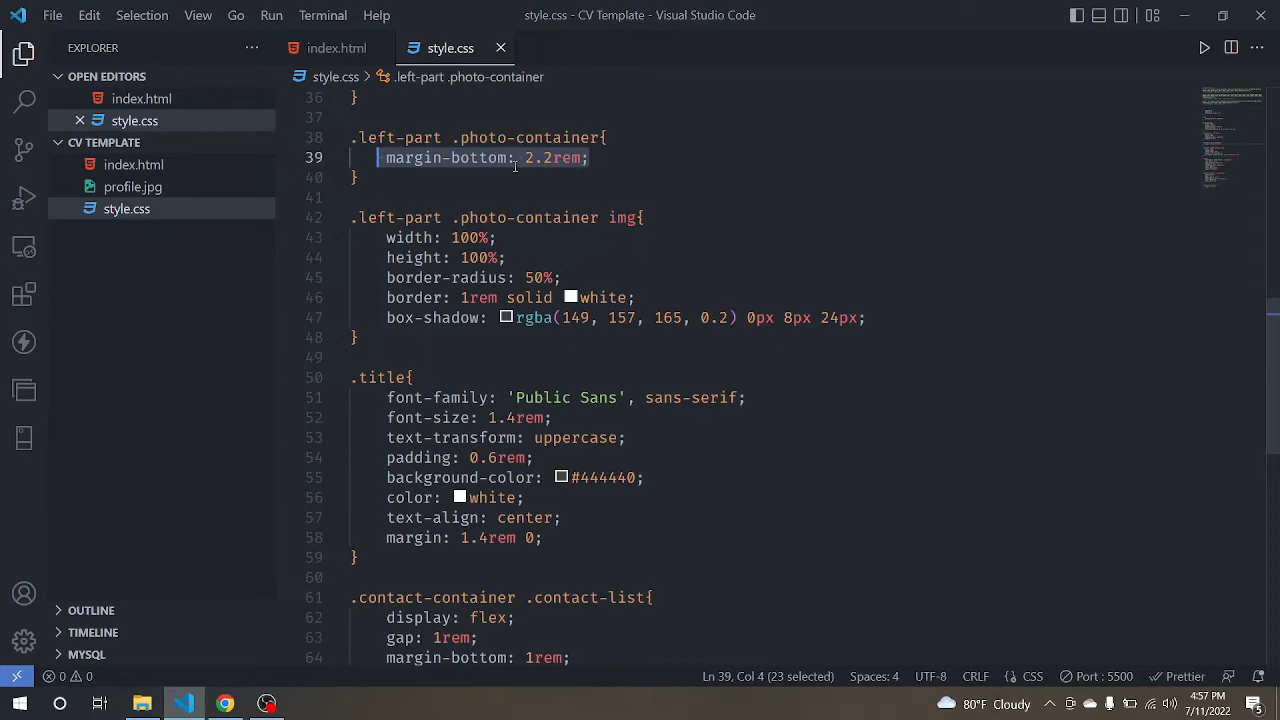 File Edit Selection View Go Run Terminal Help style.css - CV Template - Visual Studio Code
EXPLORER
index.html style.css
OPEN EDITORS
index.html
style.css
CV TEMPLATE
index.html
profile.jpg
style.css
OUTLINE
TIMELINE
MYSQL
style.css > .left-part .photo-container
36 }
37
38 .left-part .photo-container{
39 margin-bottom: 2.2rem;
40 }
41
42 .left-part .photo-container img{
43 width: 100%;
44 height: 100%;
45 border-radius: 50%;
46 border: 1rem solid white;
47 box-shadow: rgba(149, 157, 165, 0.2) 0px 8px 24px;
48 }
49
50 .title{
51 font-family: 'Public Sans', sans-serif;
52 font-size: 1.4rem;
53 text-transform: uppercase;
54 padding: 0.6rem;
55 background-color: #444440;
56 color: white;
57 text-align: center;
58 margin: 1.4rem 0;
59 }
60
61 .contact-container .contact-list{
62 display: flex;
63 gap: 1rem;
64 margin-bottom: 1rem;
0 0 Ln 39, Col 4 (23 selected) Spaces: 4 UTF-8 CRLF CSS Port : 5500 Prettier
80°F Cloudy 4:57 PM
7/11/2022
5